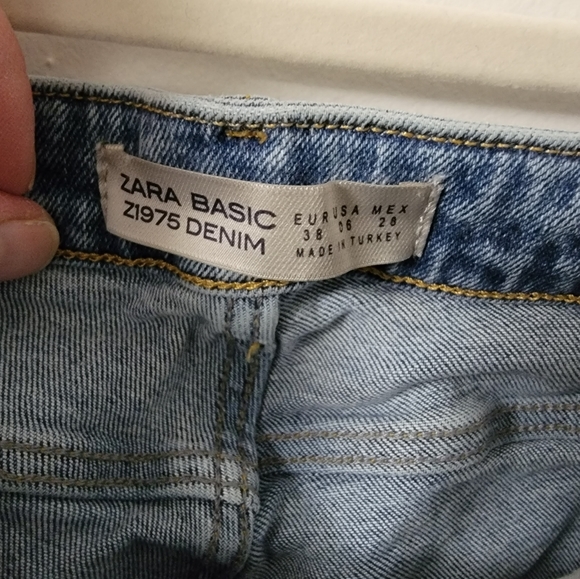 ZARA BASIC
Z1975 DENIM
EUR USA MEX
38 06 28
MADE IN TURKEY